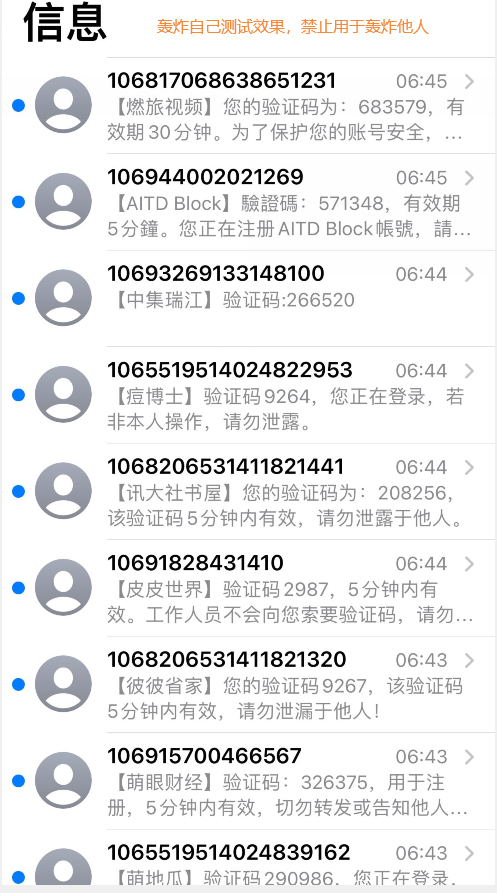 信息
轰炸自己测试效果，禁止用于轰炸他人
106817068638651231 06:45
【燃旅视频】您的验证码为：683579，有
效期30分钟。为了保护您的账号安全，...
106944002021269 06:45
【AITD Block】驗證碼：571348，有效期
5分鐘。您正在注册AITD Block帳號，請...
10693269133148100 06:44
【中集瑞江】验证码:266520
1065519514024822953 06:44
【痘博士】验证码9264，您正在登录，若
非本人操作，请勿泄露。
1068206531411821441 06:44
【讯大社书屋】您的验证码为：208256，
该验证码5分钟内有效，请勿泄露于他人。
10691828431410 06:44
【皮皮世界】验证码2987，5分钟内有
效。工作人员不会向您索要验证码，请勿...
1068206531411821320 06:43
【彼彼省家】您的验证码9267，该验证码
5分钟内有效，请勿泄漏于他人！
106915700466567 06:43
【萌眼财经】验证码：326375，用于注
册，5分钟内有效，切勿转发或告知他人...
1065519514024839162 06:43
【萌地瓜】验证码290986，您正在登录，